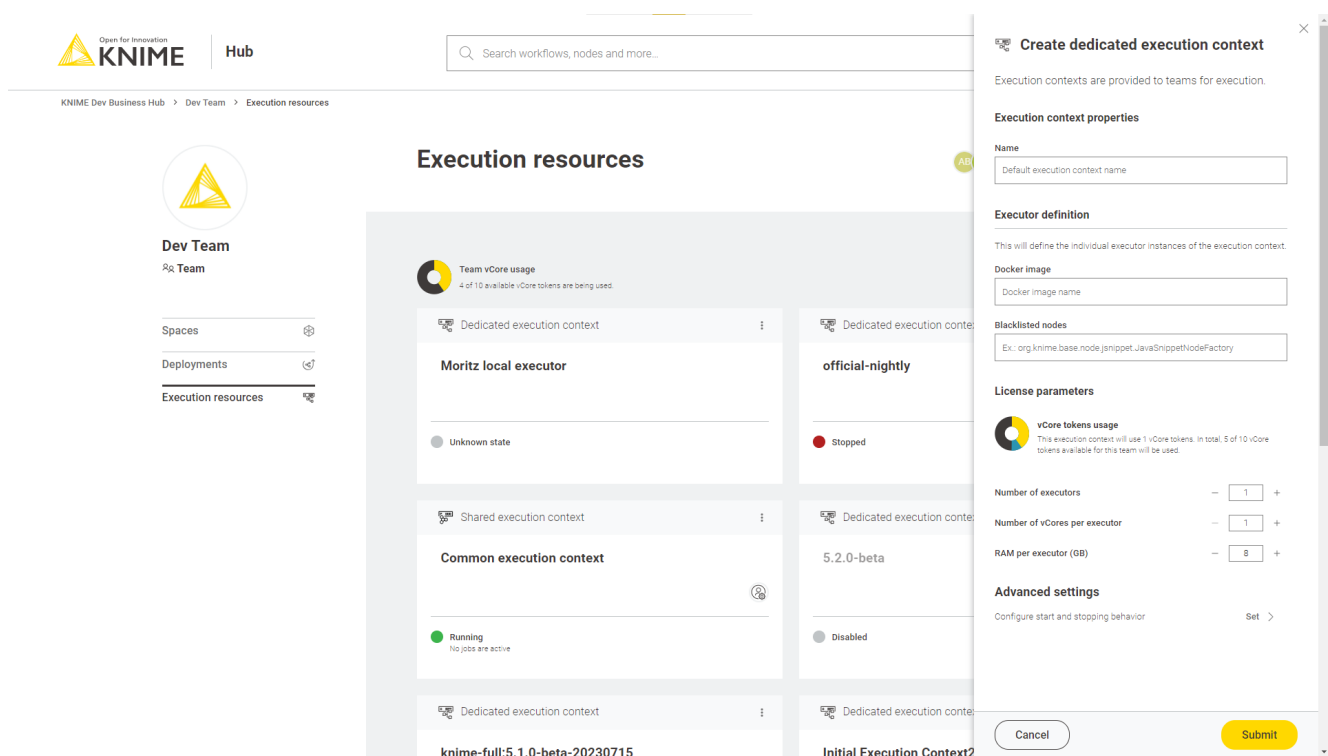 Open for Innovation
KNIME
Hub
Search workflows, nodes and more...
KNIME Dev Business Hub > Dev Team > Execution resources
Dev Team
Team
Spaces
Deployments
Execution resources
Execution resources
Team vCore usage
4 of 10 available vCore tokens are being used.
Dedicated execution context
Moritz local executor
Unknown state
Dedicated execution conte
official-nightly
Stopped
Shared execution context
Common execution context
Running
No jobs are active
Dedicated execution conte
5.2.0-beta
Disabled
Dedicated execution context
knime-full:5.1.0-beta-20230715
Dedicated execution conte
Initial Execution Context2
Create dedicated execution context
Execution contexts are provided to teams for execution.
Execution context properties
Name
Default execution context name
Executor definition
This will define the individual executor instances of the execution context.
Docker image
Docker image name
Blacklisted nodes
Ex.: org.knime.base.node.jsnippet.JavaSnippetNodeFactory
License parameters
vCore tokens usage
This execution context will use 1 vCore tokens. In total, 5 of 10 vCore
tokens available for this team will be used.
Number of executors − 1 +
Number of vCores per executor − 1 +
RAM per executor (GB) − 8 +
Advanced settings
Configure start and stopping behavior Set >
Cancel
Submit